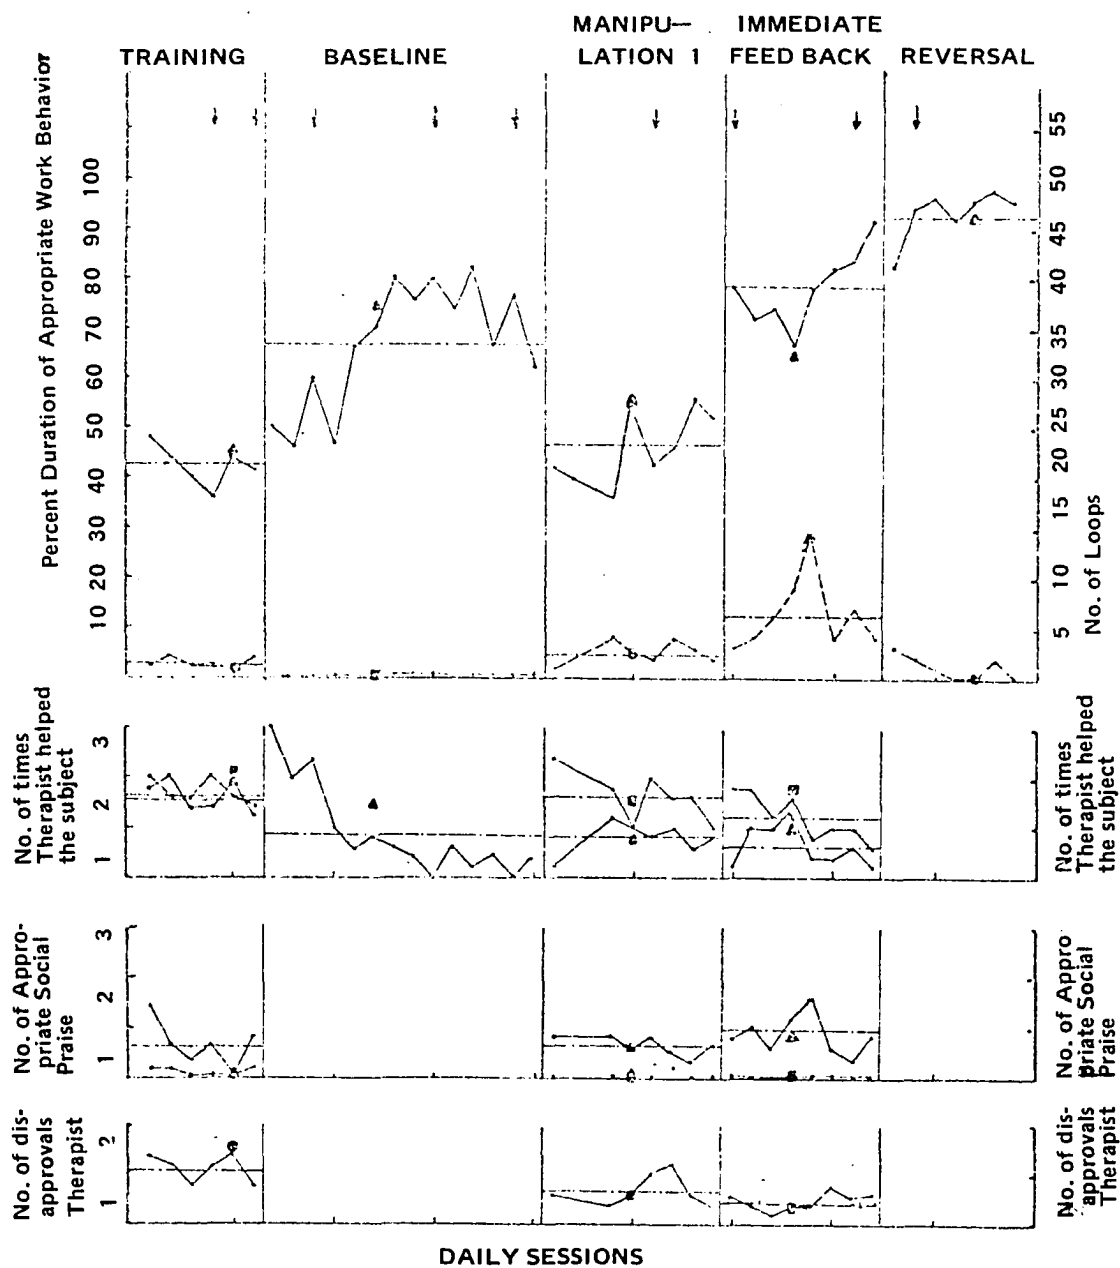 MANIPU— IMMEDIATE
TRAINING BASELINE LATION 1 FEED BACK REVERSAL
Percent Duration of Appropriate Work Behavior
100
90
80
70
60
50
40
30
20
10
55
50
45
40
35
30
25
20
15
10
5
No. of Loops
No. of times
Therapist helped
the subject
3
2
1
No. of times
Therapist helped
the subject
No. of Appro-
priate Social
Praise
3
2
1
No. of Appro
priate Social
Praise
No. of dis-
approvals
Therapist
2
1
No. of dis-
approvals
Therapist
DAILY SESSIONS